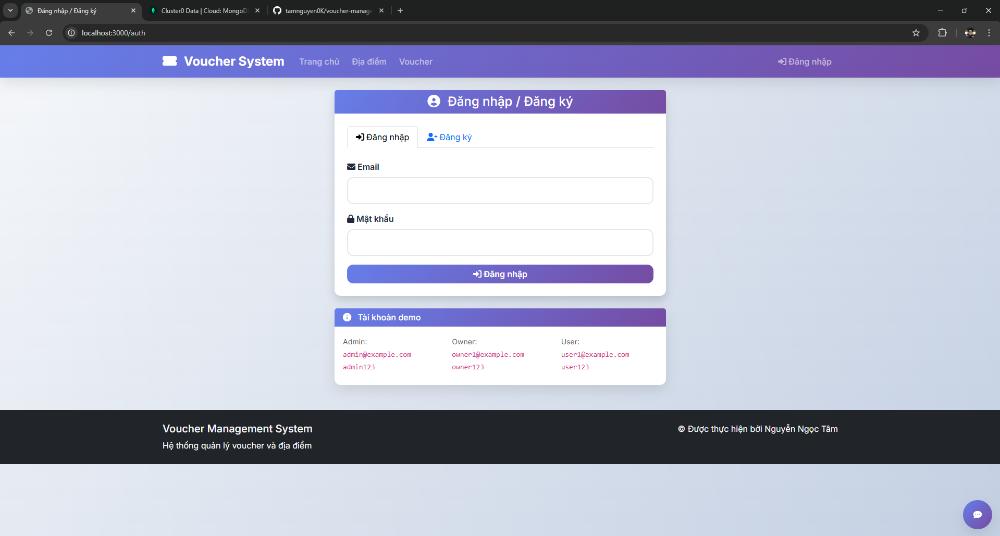 Đăng nhập / Đăng ký
Cluster0 Data | Cloud: MongoD
tamnguyen0K/voucher-manage
localhost:3000/auth
Voucher System
Trang chủ
Địa điểm
Voucher
Đăng nhập
Đăng nhập / Đăng ký
Đăng nhập
Đăng ký
Email
Mật khẩu
Đăng nhập
Tài khoản demo
Admin:
admin@example.com
admin123
Owner:
owner1@example.com
owner123
User:
user1@example.com
user123
Voucher Management System
Hệ thống quản lý voucher và địa điểm
© Được thực hiện bởi Nguyễn Ngọc Tâm